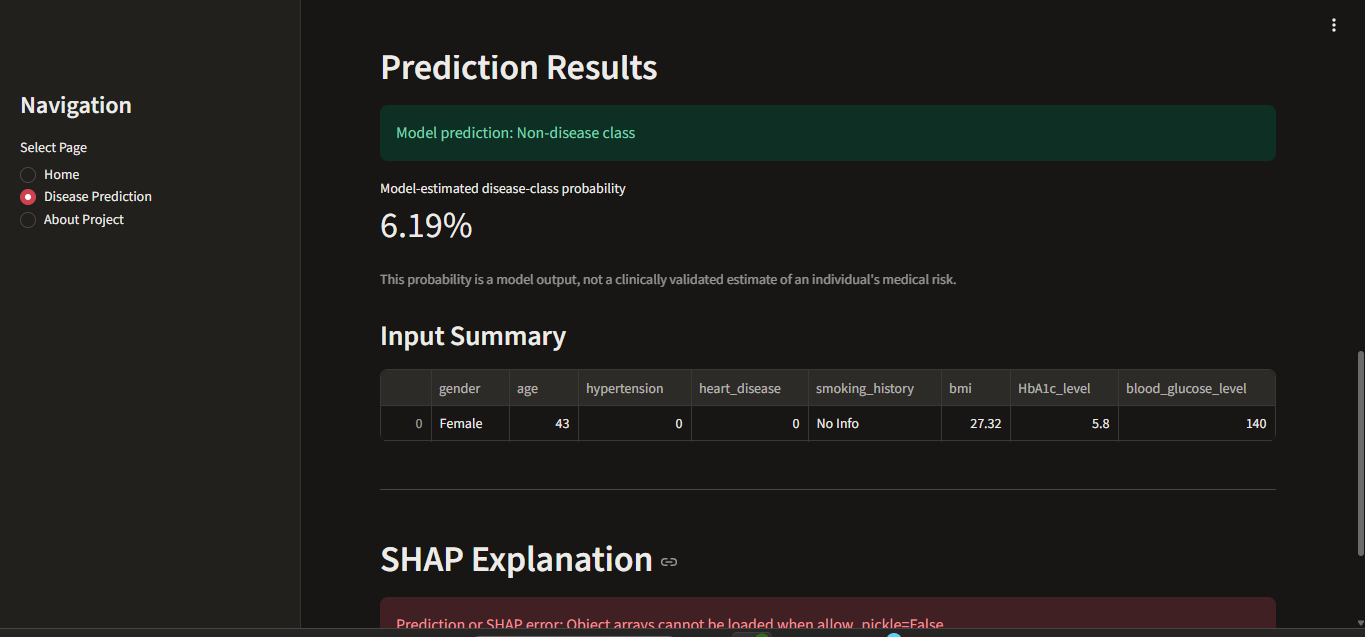 Navigation
Select Page
Home
Disease Prediction
About Project
Prediction Results
Model prediction: Non-disease class
Model-estimated disease-class probability
6.19%
This probability is a model output, not a clinically validated estimate of an individual's medical risk.
Input Summary
gender age hypertension heart_disease smoking_history bmi HbA1c_level blood_glucose_level
0 Female 43 0 0 No Info 27.32 5.8 140
SHAP Explanation
Prediction or SHAP error: Object arrays cannot be loaded when allow_pickle=False